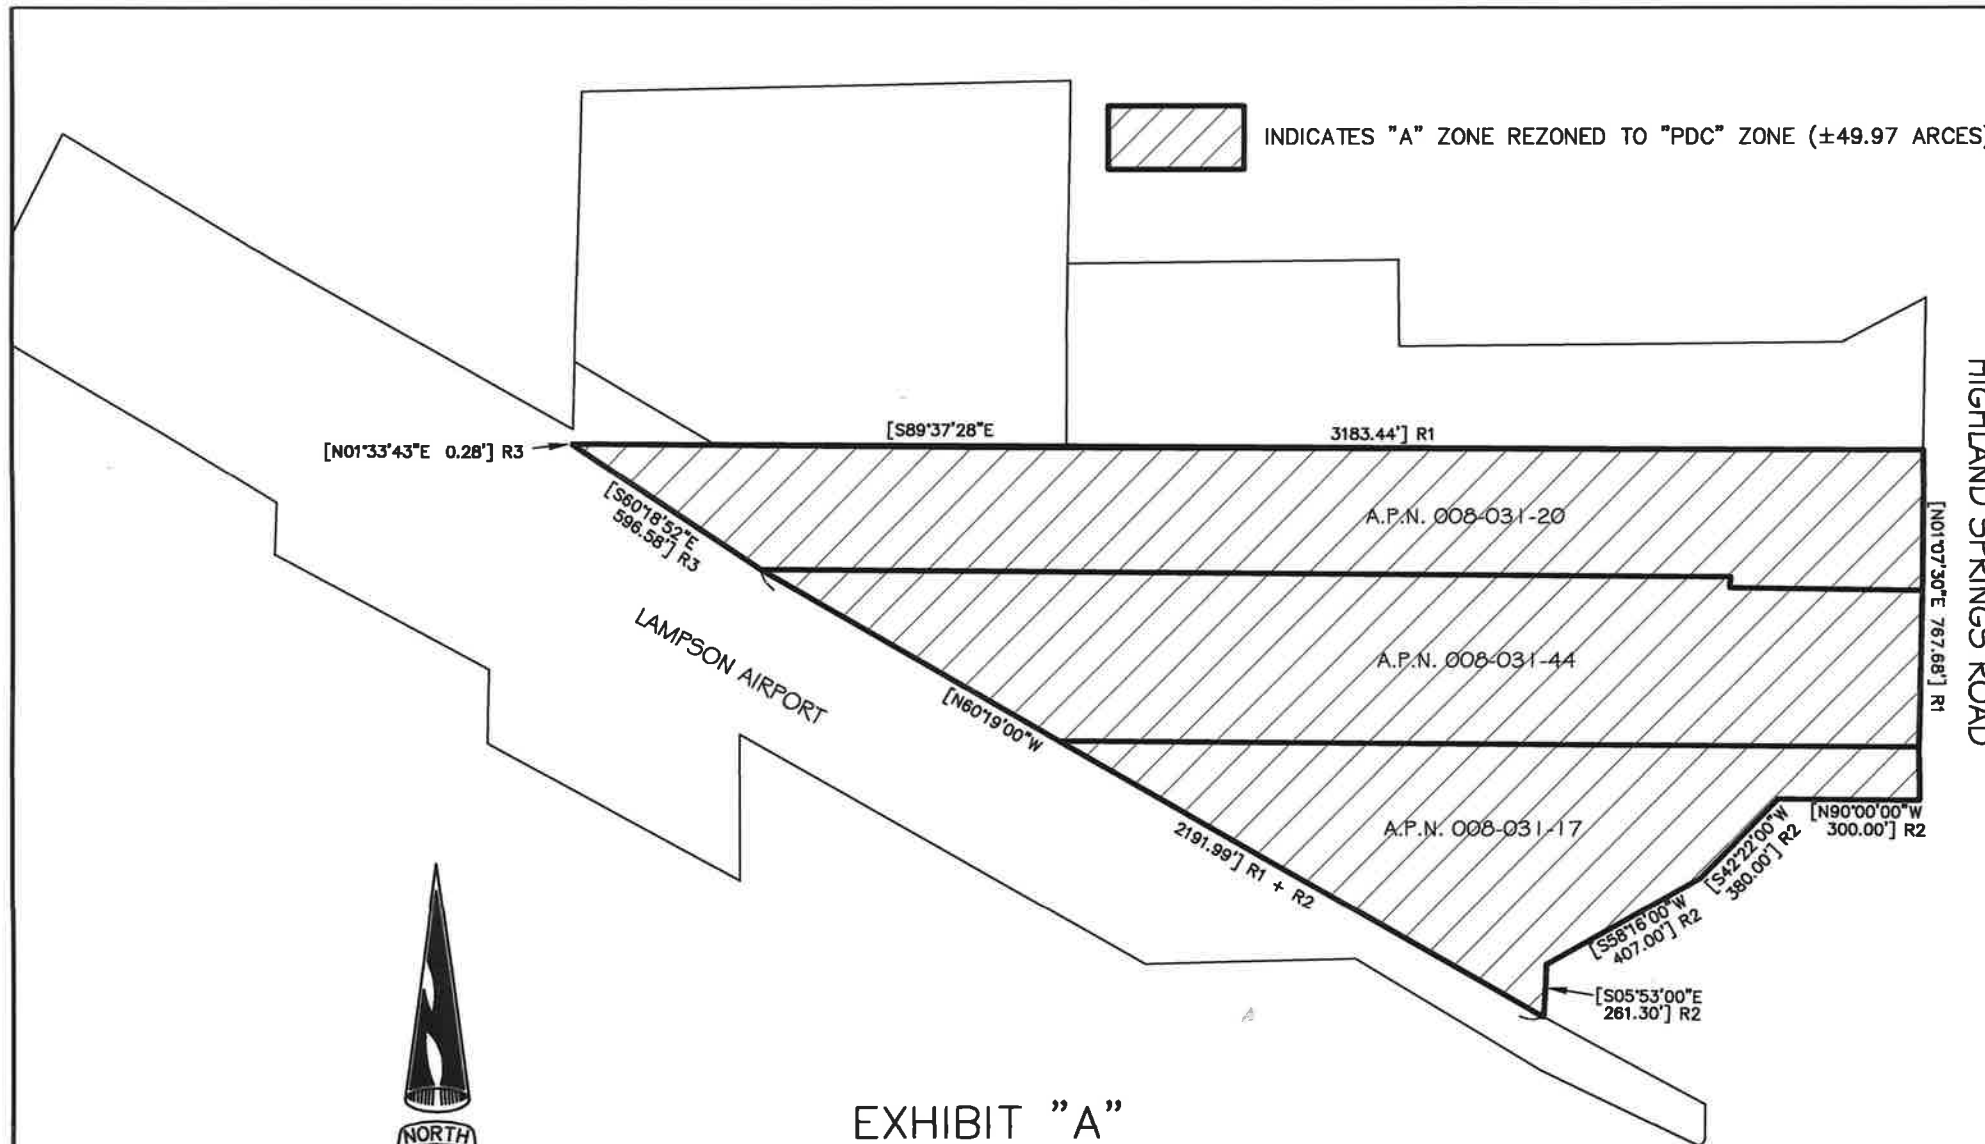 INDICATES "A" ZONE REZONED TO "PDC" ZONE (±49.97 ARCES)
[S89°37'28"E 3183.44'] R1
[N01°33'43"E 0.28'] R3
[S60°18'52"E
596.58'] R3
A.P.N. 008-031-20
[N01°07'30"E 767.68'] R1
HIGHLAND SPRINGS ROAD
LAMPSON AIRPORT
A.P.N. 008-031-44
[N60°19'00"W 2191.99'] R1 + R2
A.P.N. 008-031-17
[N90°00'00"W
300.00'] R2
[S42°22'00"W
380.00'] R2
[S58°16'00"W
407.00'] R2
[S05°53'00"E
261.30'] R2
NORTH
EXHIBIT "A"